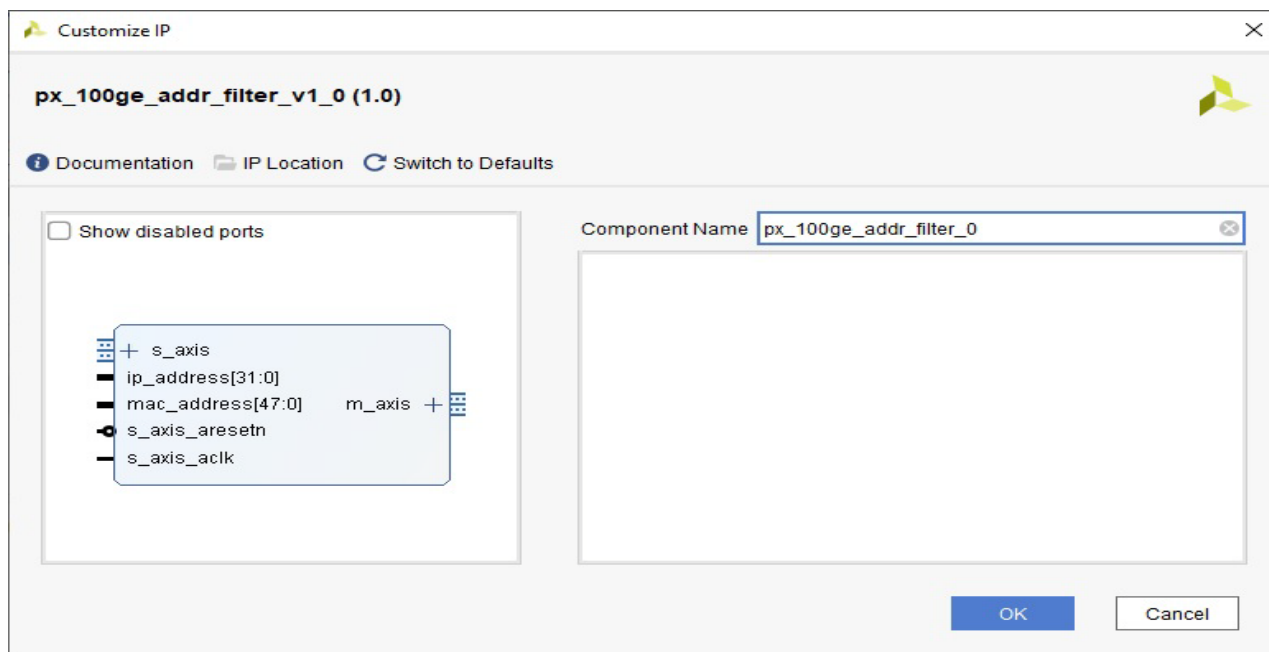 Customize IP
px_100ge_addr_filter_v1_0 (1.0)
Documentation IP Location Switch to Defaults
Show disabled ports
Component Name px_100ge_addr_filter_0
s_axis
ip_address[31:0]
mac_address[47:0] m_axis
s_axis_aresetn
s_axis_aclk
OK Cancel